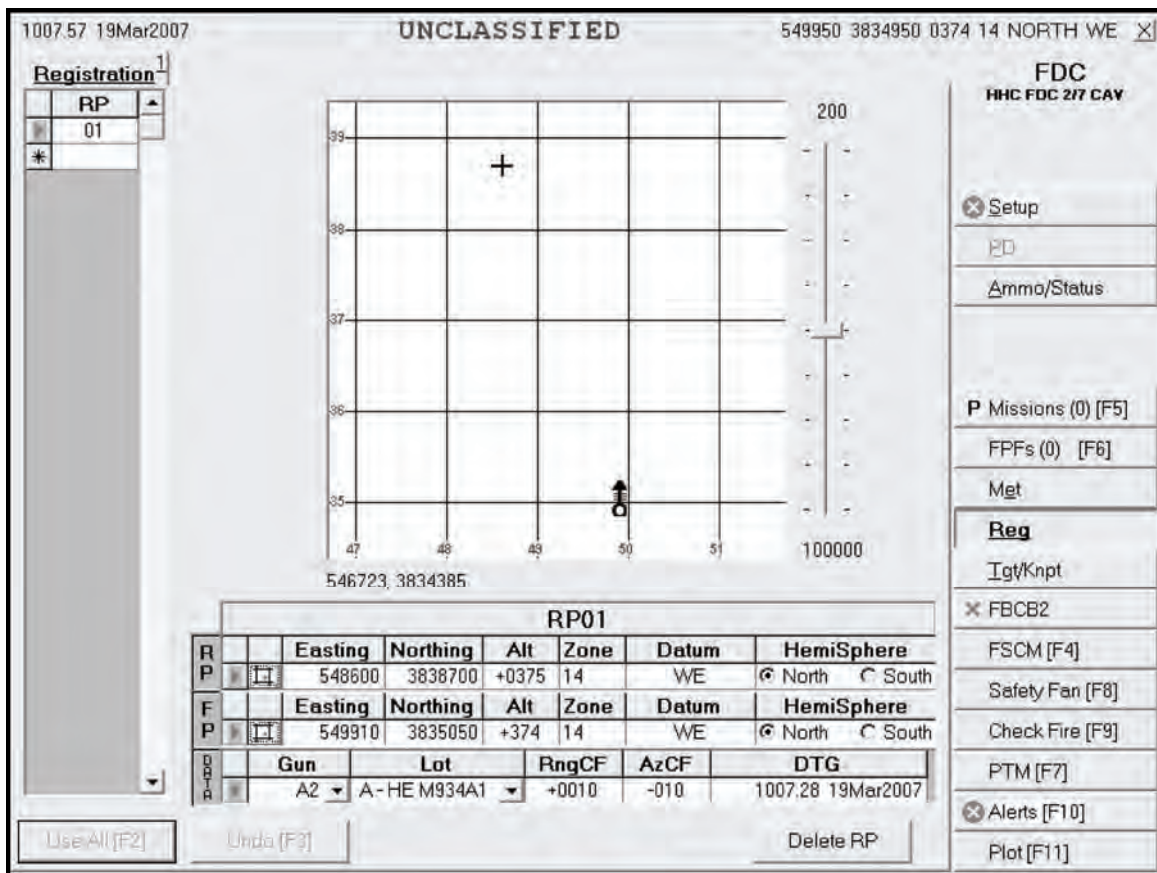 1007.57 19Mar2007 UNCLASSIFIED 549950 3834950 0374 14 NORTH WE X
Registration 1
RP
01
*
200
39
38
37
36
35
47 48 49 50 51
100000
546723, 3834385
RP01
RP
Easting Northing Alt Zone Datum HemiSphere
548600 3838700 +0375 14 WE North South
FP
Easting Northing Alt Zone Datum HemiSphere
549910 3835050 +374 14 WE North South
DATA
Gun Lot RngCF AzCF DTG
A2 A - HE M934A1 +0010 -010 1007.28 19Mar2007
Use All [F2] Undo [F3] Delete RP
FDC
HHC FDC 2/7 CAV
Setup
PD
Ammo/Status
P Missions (0) [F5]
FPFs (0) [F6]
Met
Reg
Tgt/Knpt
FBCB2
FSCM [F4]
Safety Fan [F8]
Check Fire [F9]
PTM [F7]
Alerts [F10]
Plot [F11]